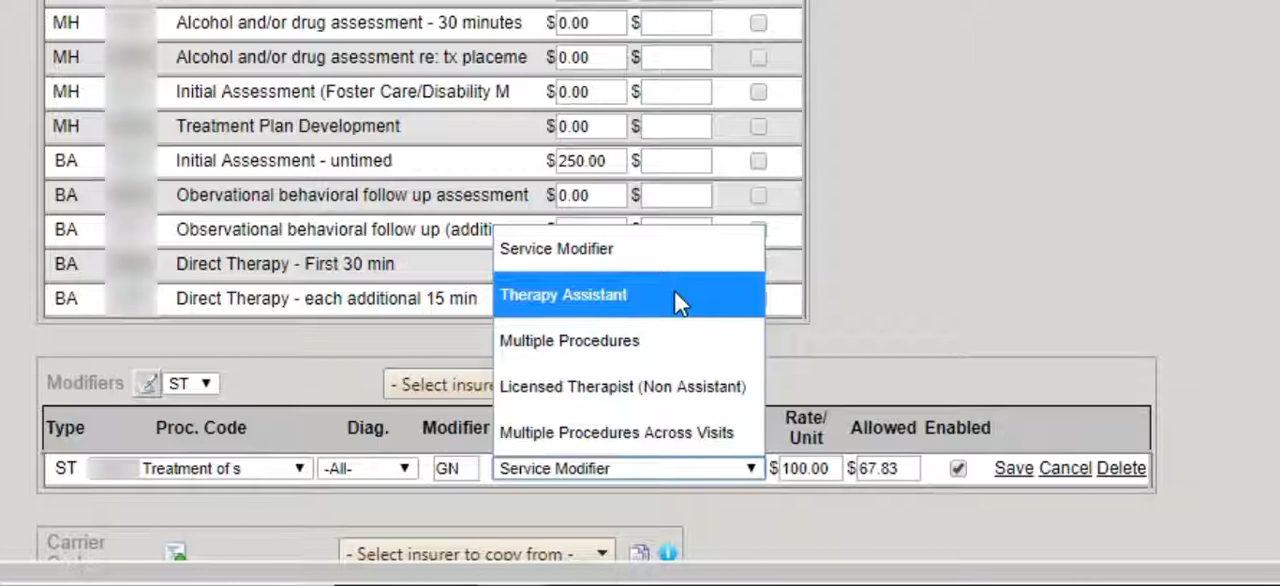 MH Alcohol and/or drug assessment - 30 minutes $ 0.00 $
MH Alcohol and/or drug assesment re: tx placeme $ 0.00 $
MH Initial Assessment (Foster Care/Disability M $ 0.00 $
MH Treatment Plan Development $ 0.00 $
BA Initial Assessment - untimed $ 250.00 $
BA Obervational behavioral follow up assessment $ 0.00 $
BA Observational behavioral follow up (additi
BA Direct Therapy - First 30 min
BA Direct Therapy - each additional 15 min
Service Modifier
Therapy Assistant
Multiple Procedures
Licensed Therapist (Non Assistant)
Multiple Procedures Across Visits
Modifiers ST ▼ - Select insure
Type Proc. Code Diag. Modifier Rate/ Unit Allowed Enabled
ST Treatment of s ▼ -All- ▼ GN Service Modifier ▼ $ 100.00 $ 67.83 Save Cancel Delete
Carrier - Select insurer to copy from - ▼